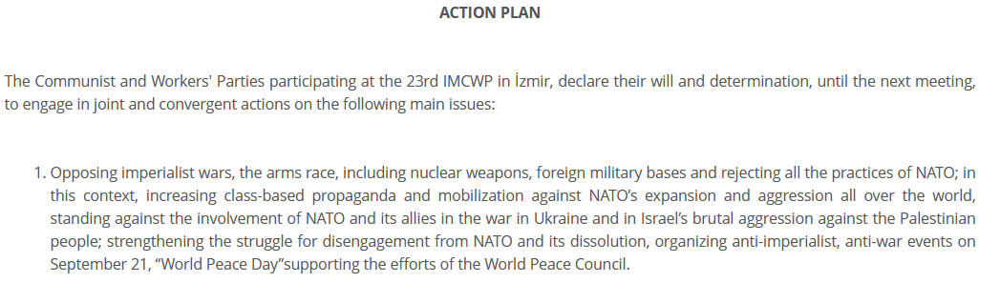 ACTION PLAN
The Communist and Workers' Parties participating at the 23rd IMCWP in İzmir, declare their will and determination, until the next meeting,
to engage in joint and convergent actions on the following main issues:
1. Opposing imperialist wars, the arms race, including nuclear weapons, foreign military bases and rejecting all the practices of NATO; in
this context, increasing class-based propaganda and mobilization against NATO’s expansion and aggression all over the world,
standing against the involvement of NATO and its allies in the war in Ukraine and in Israel’s brutal aggression against the Palestinian
people; strengthening the struggle for disengagement from NATO and its dissolution, organizing anti-imperialist, anti-war events on
September 21, “World Peace Day”supporting the efforts of the World Peace Council.